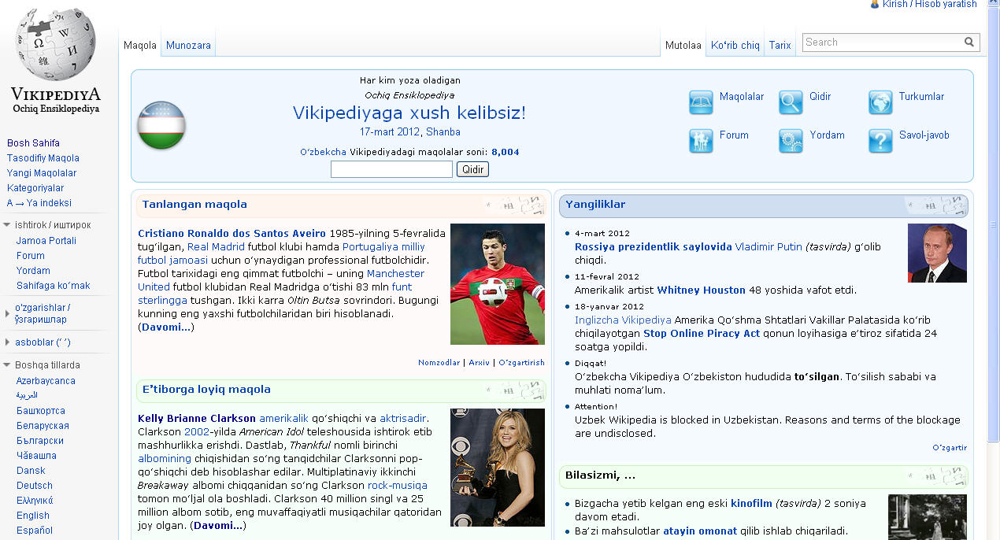 Kirish / Hisob yaratish
Maqola
Munozara
Mutolaa
Koʻrib chiq
Tarix
Search
VIKIPEDIYA
Ochiq Ensiklopediya
Bosh Sahifa
Tasodifiy Maqola
Yangi Maqolalar
Kategoriyalar
A → Ya indeksi
ishtirok / иштирок
Jamoa Portali
Forum
Yordam
Sahifaga koʻmak
oʻzgarishlar /
ўзгаришлар
asboblar (ʻ ʼ)
Boshqa tillarda
Azərbaycanca
العربية
Башҡортса
Беларуская
Български
Чӑвашла
Dansk
Deutsch
Ελληνικά
English
Español
Har kim yoza oladigan
Ochiq Ensiklopediya
Vikipediyaga xush kelibsiz!
17-mart 2012, Shanba
Oʻzbekcha Vikipediyadagi maqolalar soni: 8,004
Qidir
Maqolalar
Qidir
Turkumlar
Forum
Yordam
Savol-javob
Tanlangan maqola
Cristiano Ronaldo dos Santos Aveiro 1985-yilning 5-fevralida
tugʻilgan, Real Madrid futbol klubi hamda Portugaliya milliy
futbol jamoasi uchun oʻynaydigan professional futbolchidir.
Futbol tarixidagi eng qimmat futbolchi – uning Manchester
United futbol klubidan Real Madridga oʻtishi 83 mln funt
sterlingga tushgan. Ikki karra Oltin Butsa sovrindori. Bugungi
kunning eng yaxshi futbolchilaridan biri hisoblanadi.
(Davomi...)
Nomzodlar | Arxiv | Oʻzgartirish
Eʼtiborga loyiq maqola
Kelly Brianne Clarkson amerikalik qoʻshiqchi va aktrisadir.
Clarkson 2002-yilda American Idol teleshousida ishtirok etib
mashhurlikka erishdi. Dastlab, Thankful nomli birinchi
albomining chiqishidan soʻng tanqidchilar Clarksonni pop-
qoʻshiqchi deb hisoblashar edilar. Multiplatinaviy ikkinchi
Breakaway albomi chiqqanidan soʻng Clarkson rock-musiqa
tomon moʻljal ola boshladi. Clarkson 40 million singl va 25
million albom sotib, eng muvaffaqiyatli musiqachilar qatoridan
joy olgan. (Davomi...)
Yangiliklar
4-mart 2012
Rossiya prezidentlik saylovida Vladimir Putin (tasvirda) gʻolib
chiqdi.
11-fevral 2012
Amerikalik artist Whitney Houston 48 yoshida vafot etdi.
18-yanvar 2012
Inglizcha Vikipediya Amerika Qoʻshma Shtatlari Vakillar Palatasida koʻrib
chiqilayotgan Stop Online Piracy Act qonun loyihasiga eʼtiroz sifatida 24
soatga yopildi.
Diqqat!
Oʻzbekcha Vikipediya Oʻzbekiston hududida toʻsilgan. Toʻsilish sababi va
muhlati nomaʼlum.
Attention!
Uzbek Wikipedia is blocked in Uzbekistan. Reasons and terms of the blockage
are undisclosed.
Oʻzgartir
Bilasizmi, ...
Bizgacha yetib kelgan eng eski kinofilm (tasvirda) 2 soniya
davom etadi.
Baʼzi mahsulotlar atayin omonat qilib ishlab chiqariladi.